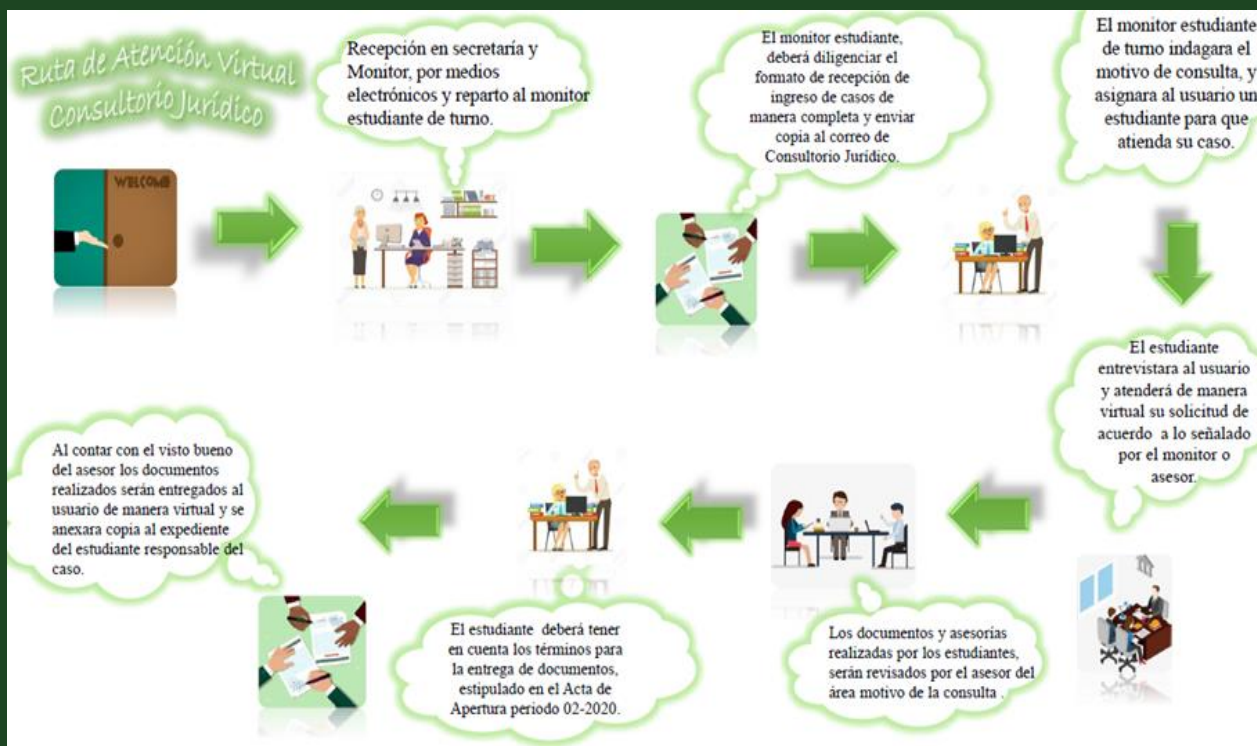 Ruta de Atención Virtual
Consultorio Jurídico
WELCOME
Recepción en secretaría y
Monitor, por medios
electrónicos y reparto al monitor
estudiante de turno.
El monitor estudiante,
deberá diligenciar el
formato de recepción de
ingreso de casos de
manera completa y enviar
copia al correo de
Consultorio Jurídico.
El monitor estudiante
de turno indagara el
motivo de consulta, y
asignara al usuario un
estudiante para que
atienda su caso.
El estudiante
entrevistara al usuario
y atenderá de manera
virtual su solicitud de
acuerdo a lo señalado
por el monitor o
asesor.
Los documentos y asesorías
realizadas por los estudiantes,
serán revisados por el asesor del
área motivo de la consulta .
El estudiante deberá tener
en cuenta los términos para
la entrega de documentos,
estipulado en el Acta de
Apertura periodo 02-2020.
Al contar con el visto bueno
del asesor los documentos
realizados serán entregados al
usuario de manera virtual y se
anexara copia al expediente
del estudiante responsable del
caso.